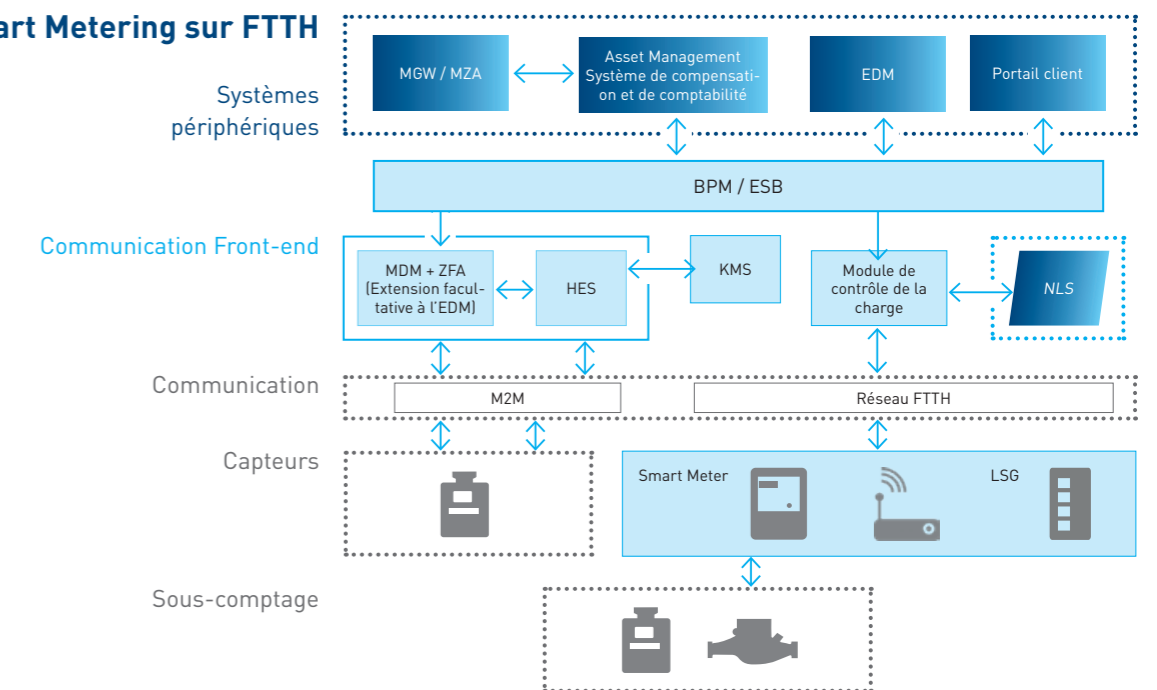 art Metering sur FTTH
Systèmes
périphériques
MGW / MZA
Asset Management
Système de compensati-
on et de comptabilité
EDM
Portail client
BPM / ESB
Communication Front-end
MDM + ZFA
(Extension facul-
tative à l'EDM)
HES
KMS
Module de
contrôle de la
charge
NLS
Communication
M2M
Réseau FTTH
Capteurs
Smart Meter
LSG
Sous-comptage